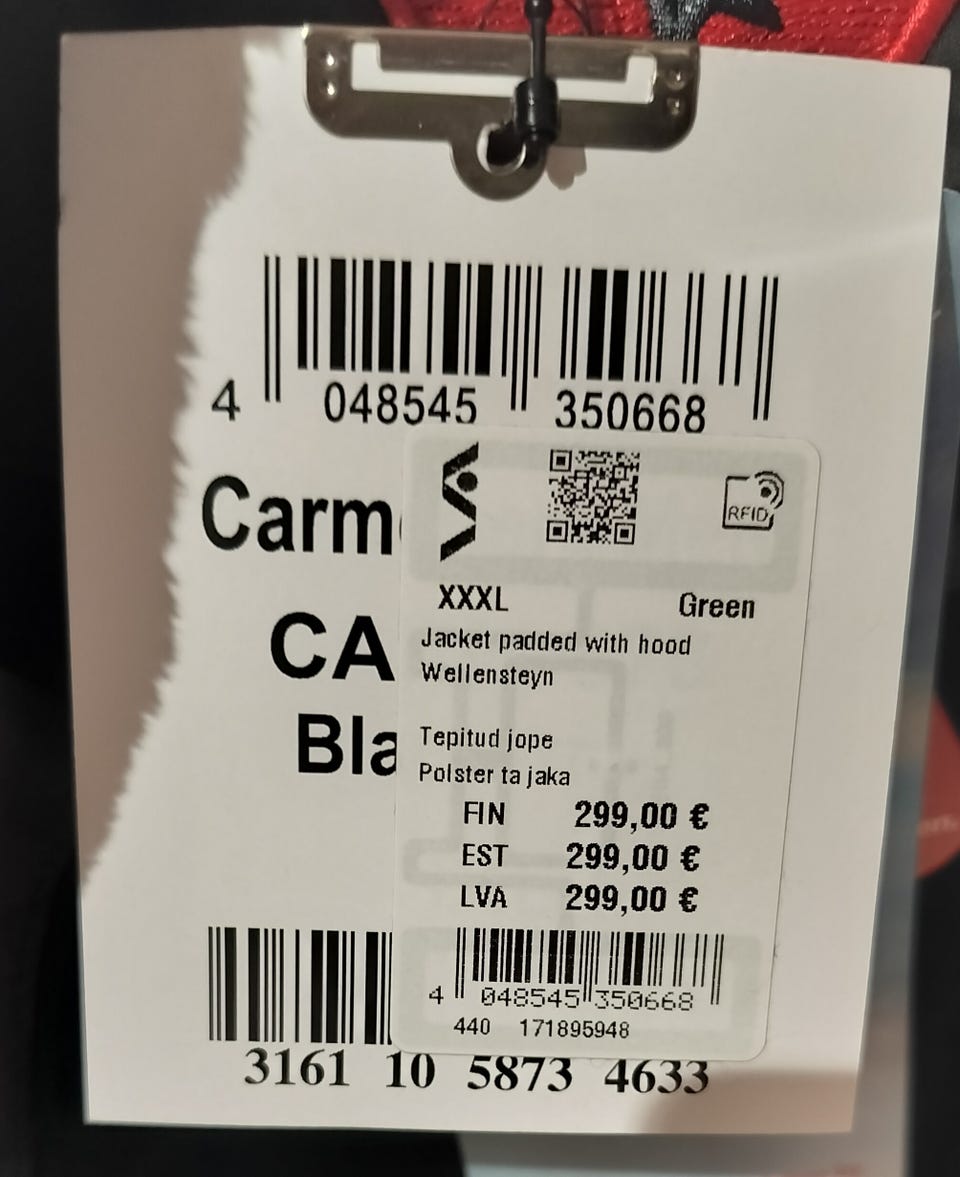 4 048545 350668
Carm
CA
Bla
RFID
XXXL Green
Jacket padded with hood
Wellensteyn
Tepitud jope
Polster ta jaka
FIN 299,00 €
EST 299,00 €
LVA 299,00 €
4 048545 350668
440 171895948
3161 10 5873 4633